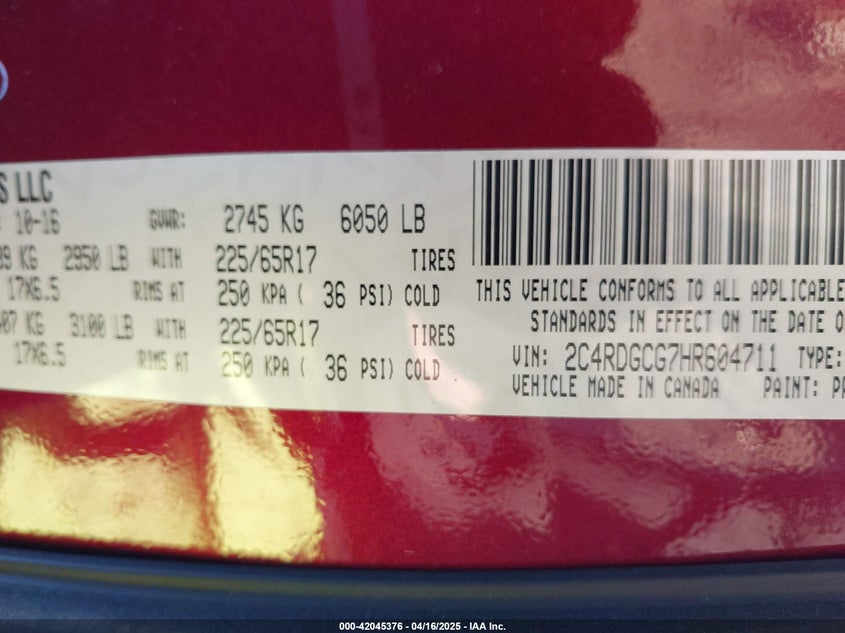 S LLC
10-16 GVWR: 2745 KG 6050 LB
KG 2950 LB WITH 225/65R17 TIRES
17X6.5 RIMS AT 250 KPA ( 36 PSI) COLD
KG 3100 LB WITH 225/65R17 TIRES
17X6.5 RIMS AT 250 KPA ( 36 PSI) COLD
THIS VEHICLE CONFORMS TO ALL APPLICABLE
STANDARDS IN EFFECT ON THE DATE O
VIN: 2C4RDGCG7HR604711 TYPE:
VEHICLE MADE IN CANADA PAINT: PR
000-42045376 - 04/16/2025 - IAA Inc.